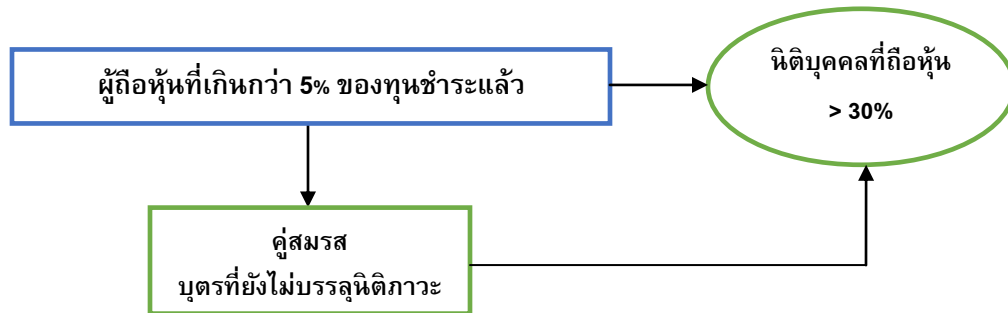 ผู้ถือหุ้นที่เกินกว่า 5% ของทุนชำระแล้ว
นิติบุคคลที่ถือหุ้น
> 30%
คู่สมรส
บุตรที่ยังไม่บรรลุนิติภาวะ